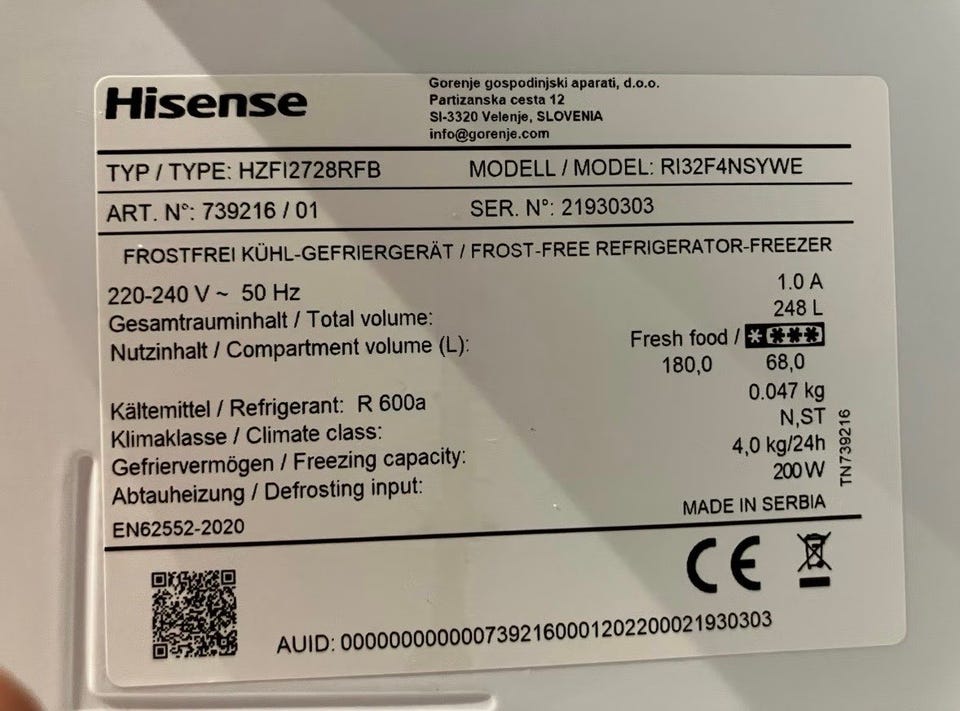 Hisense
Gorenje gospodinjski aparati, d.o.o.
Partizanska cesta 12
SI-3320 Velenje, SLOVENIA
info@gorenje.com
TYP / TYPE: HZFI2728RFB MODELL / MODEL: RI32F4NSYWE
ART. N°: 739216 / 01 SER. N°: 21930303
FROSTFREI KÜHL-GEFRIERGERÄT / FROST-FREE REFRIGERATOR-FREEZER
220-240 V ~ 50 Hz 1.0 A
Gesamtrauminhalt / Total volume: 248 L
Nutzinhalt / Compartment volume (L): Fresh food / ****
180,0 68,0
Kältemittel / Refrigerant: R 600a 0.047 kg
Klimaklasse / Climate class: N,ST
Gefriervermögen / Freezing capacity: 4,0 kg/24h
Abtauheizung / Defrosting input: 200 W
TN739216
EN62552-2020 MADE IN SERBIA
CE
AUID: 0000000000007392160001202200021930303